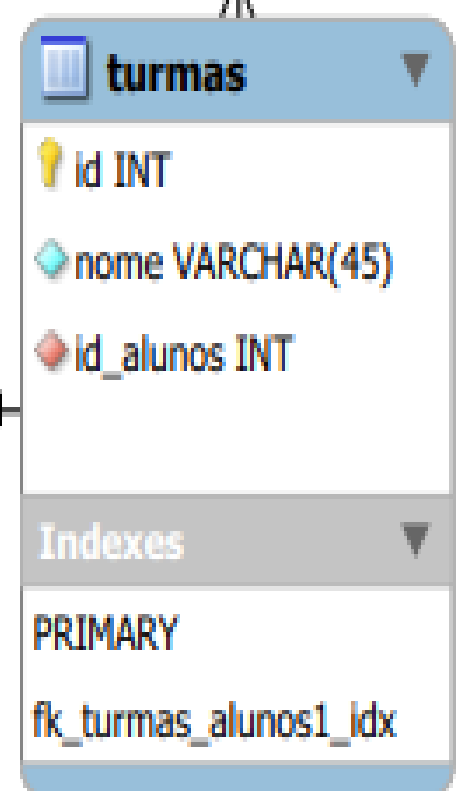 turmas
id INT
nome VARCHAR(45)
id_alunos INT
Indexes
PRIMARY
fk_turmas_alunos1_idx